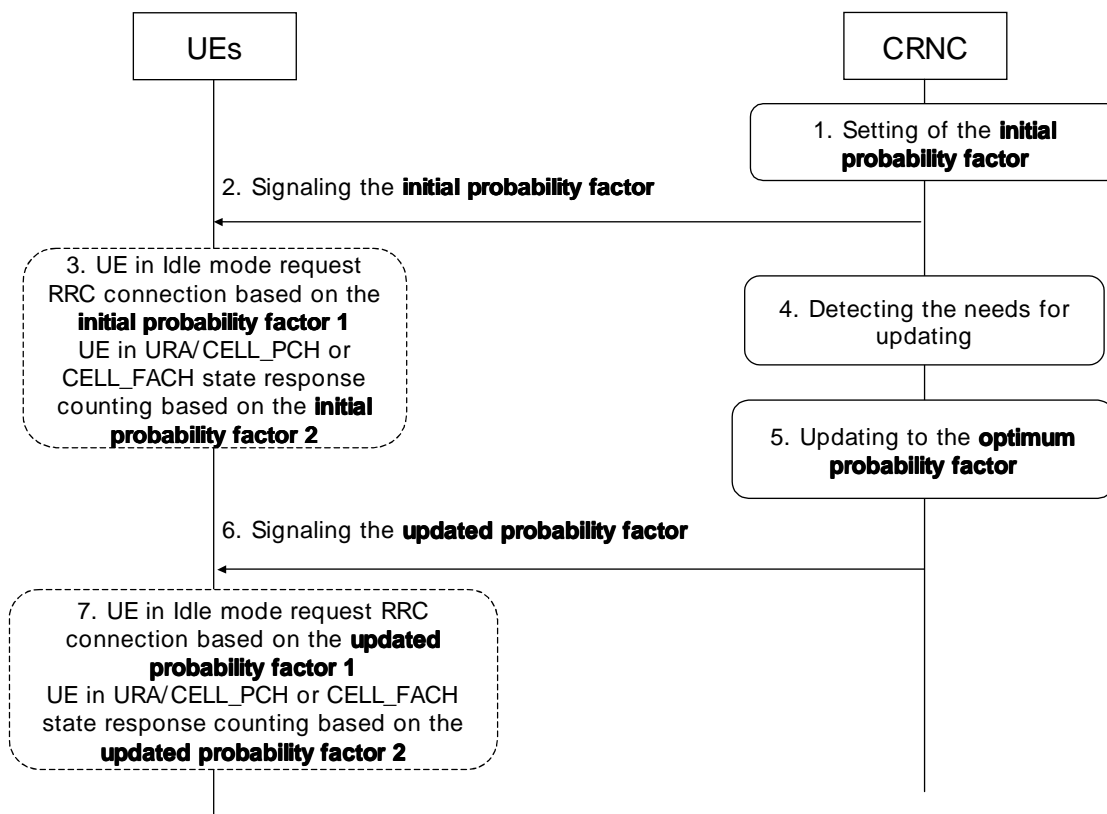 UEs
CRNC
1. Setting of the initial
probability factor
2. Signaling the initial probability factor
3. UE in Idle mode request
RRC connection based on the
initial probability factor 1
UE in URA/CELL_PCH or
CELL_FACH state response
counting based on the initial
probability factor 2
4. Detecting the needs for
updating
5. Updating to the optimum
probability factor
6. Signaling the updated probability factor
7. UE in Idle mode request RRC
connection based on the updated
probability factor 1
UE in URA/CELL_PCH or CELL_FACH
state response counting based on the
updated probability factor 2